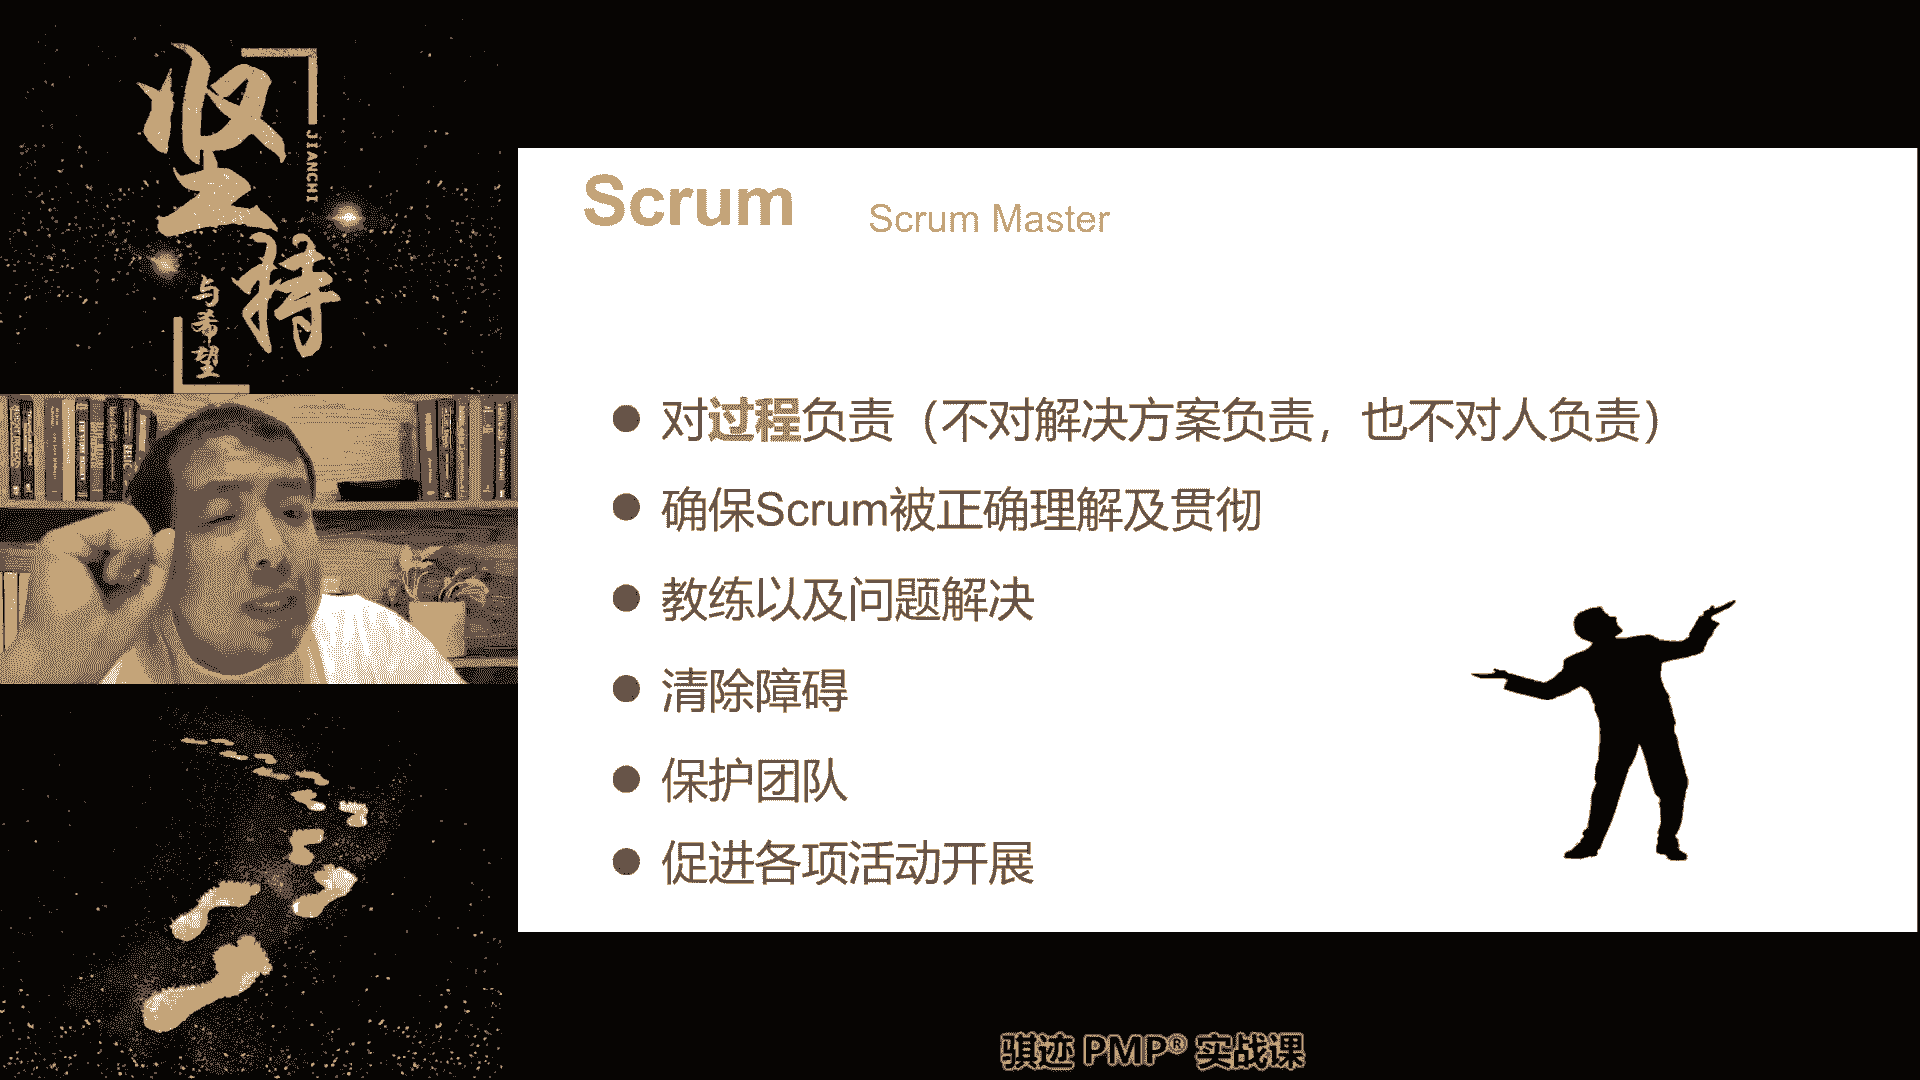 坚持
JIANCHI
与希望
Scrum
Scrum Master
● 对过程负责（不对解决方案负责，也不对人负责）
● 确保Scrum被正确理解及贯彻
● 教练以及问题解决
● 清除障碍
● 保护团队
● 促进各项活动开展
骐迹 PMP® 实战课